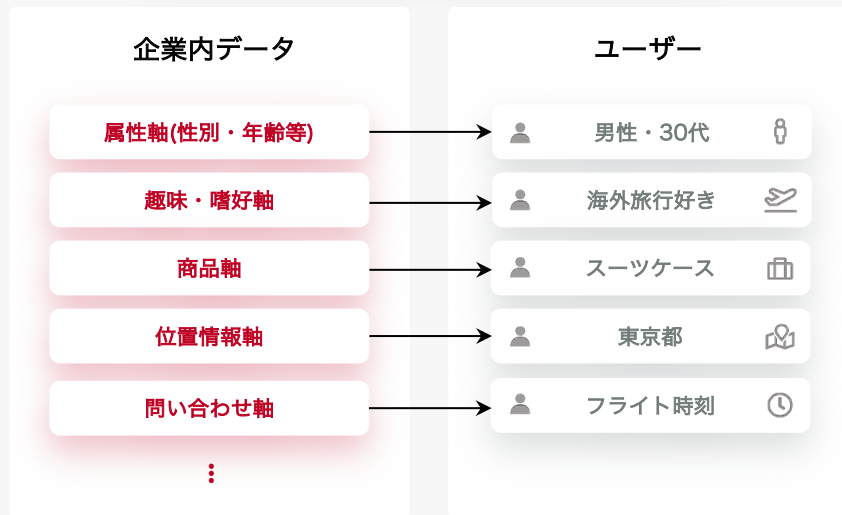 企業内データ
ユーザー
属性軸(性別・年齢等)
男性・30代
趣味・嗜好軸
海外旅行好き
商品軸
スーツケース
位置情報軸
東京都
問い合わせ軸
フライト時刻